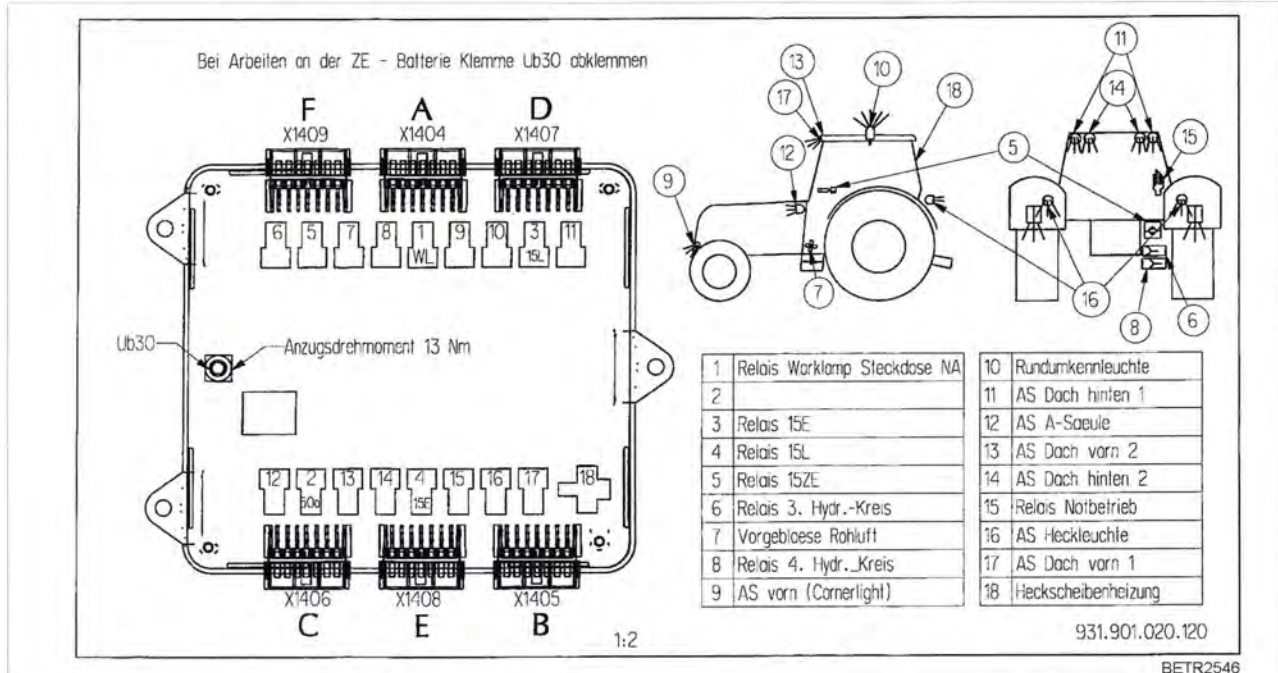 Bei Arbeiten an der ZE - Batterie Klemme Ub30 abklemmen
F A D
X1409 X1404 X1407
6 5 7 8 1 9 10 3 11
WL 15L
Ub30
Anzugsdrehmoment 13 Nm
12 2 13 14 4 15 16 17 18
50a 15E
X1406 X1408 X1405
C E B
1:2
13
17
10
18
12
9
5
7
11
14
15
16
8
6
1 Relais Worklamp Steckdose NA
2
3 Relais 15E
4 Relais 15L
5 Relais 15ZE
6 Relais 3. Hydr.-Kreis
7 Vorgeblaese Rohluft
8 Relais 4. Hydr._Kreis
9 AS vorn (Cornerlight)
10 Rundumkennleuchte
11 AS Dach hinten 1
12 AS A-Saeule
13 AS Dach vorn 2
14 AS Dach hinten 2
15 Relais Notbetrieb
16 AS Heckleuchte
17 AS Dach vorn 1
18 Heckscheibenheizung
931.901.020.120
BETR2546